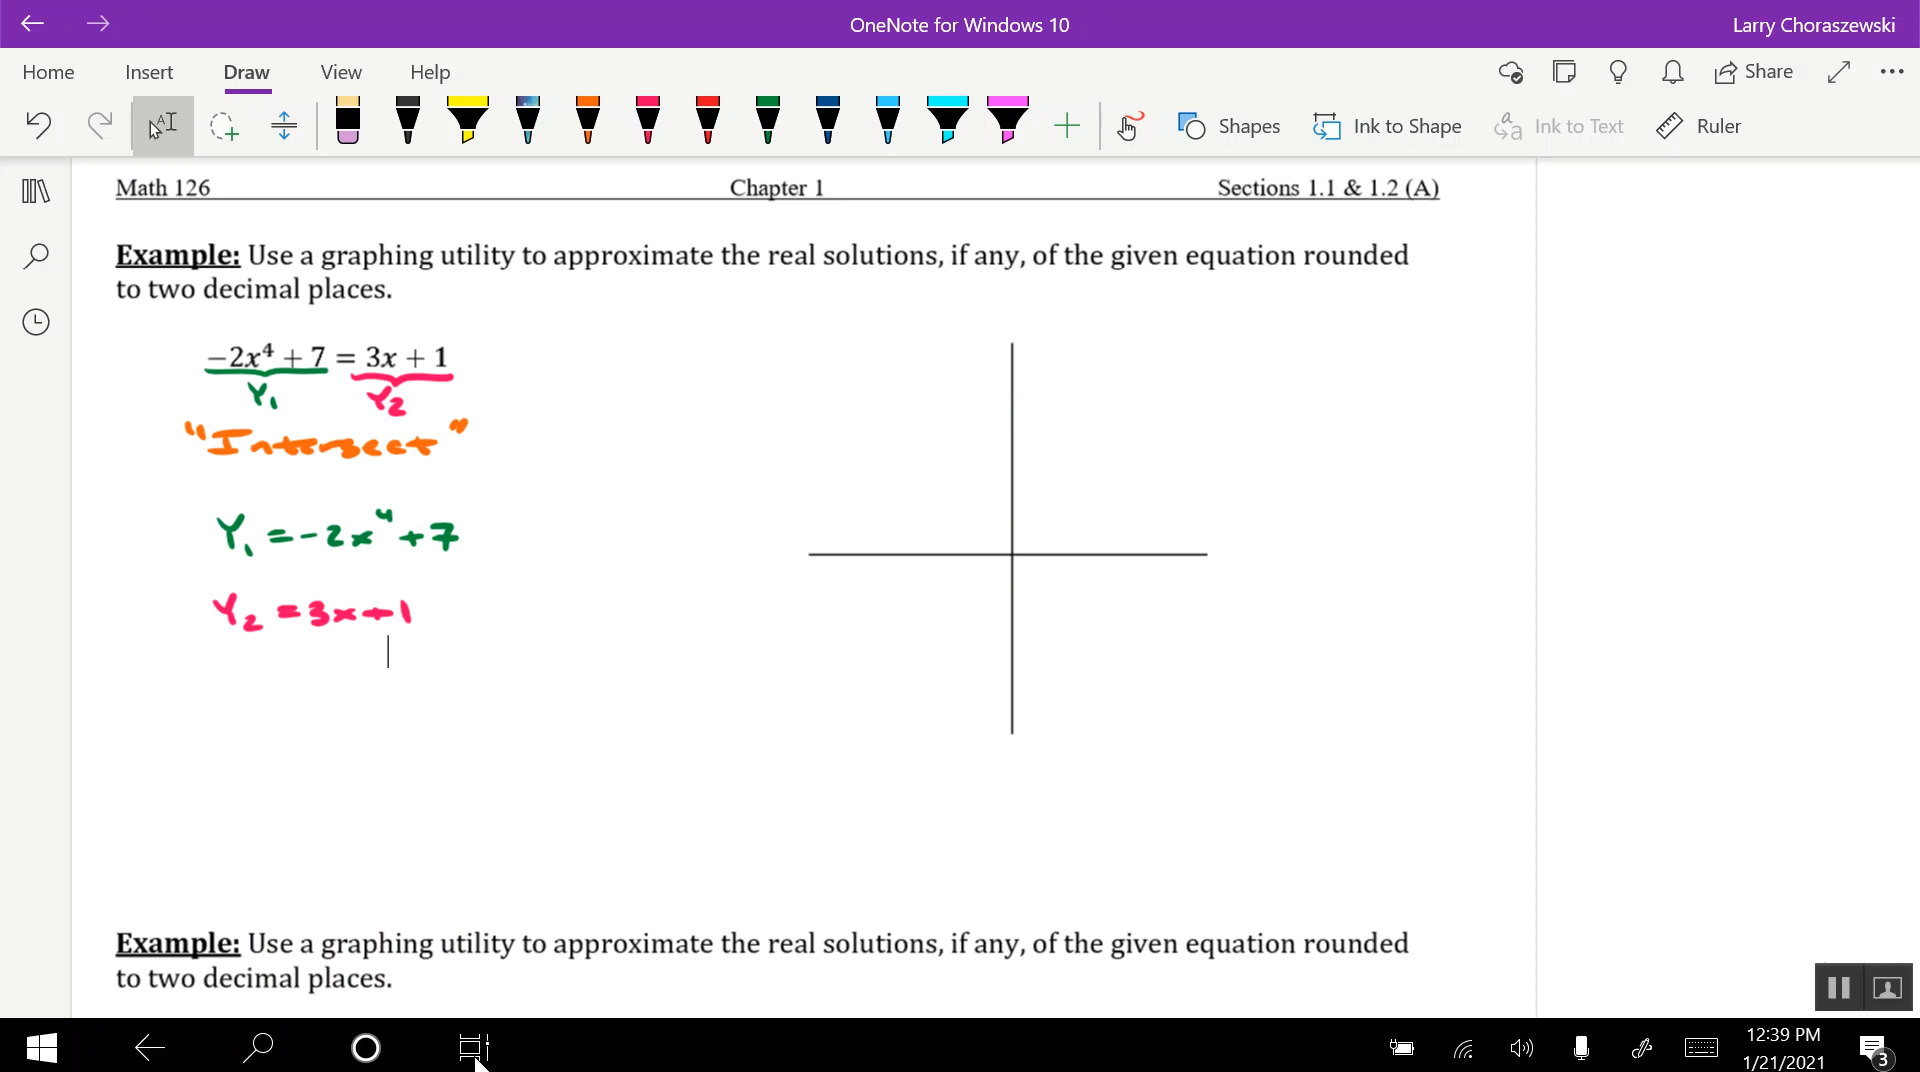 OneNote for Windows 10
Larry Choraszewski
Home Insert Draw View Help
Share
Shapes Ink to Shape Ink to Text Ruler
Math 126 Chapter 1 Sections 1.1 & 1.2 (A)
Example: Use a graphing utility to approximate the real solutions, if any, of the given equation rounded
to two decimal places.
−2x⁴ + 7 = 3x + 1
Y₁ Y₂
"Intersect"
Y₁ = -2x⁴ + 7
Y₂ = 3x + 1
Example: Use a graphing utility to approximate the real solutions, if any, of the given equation rounded
to two decimal places.
12:39 PM
1/21/2021
3